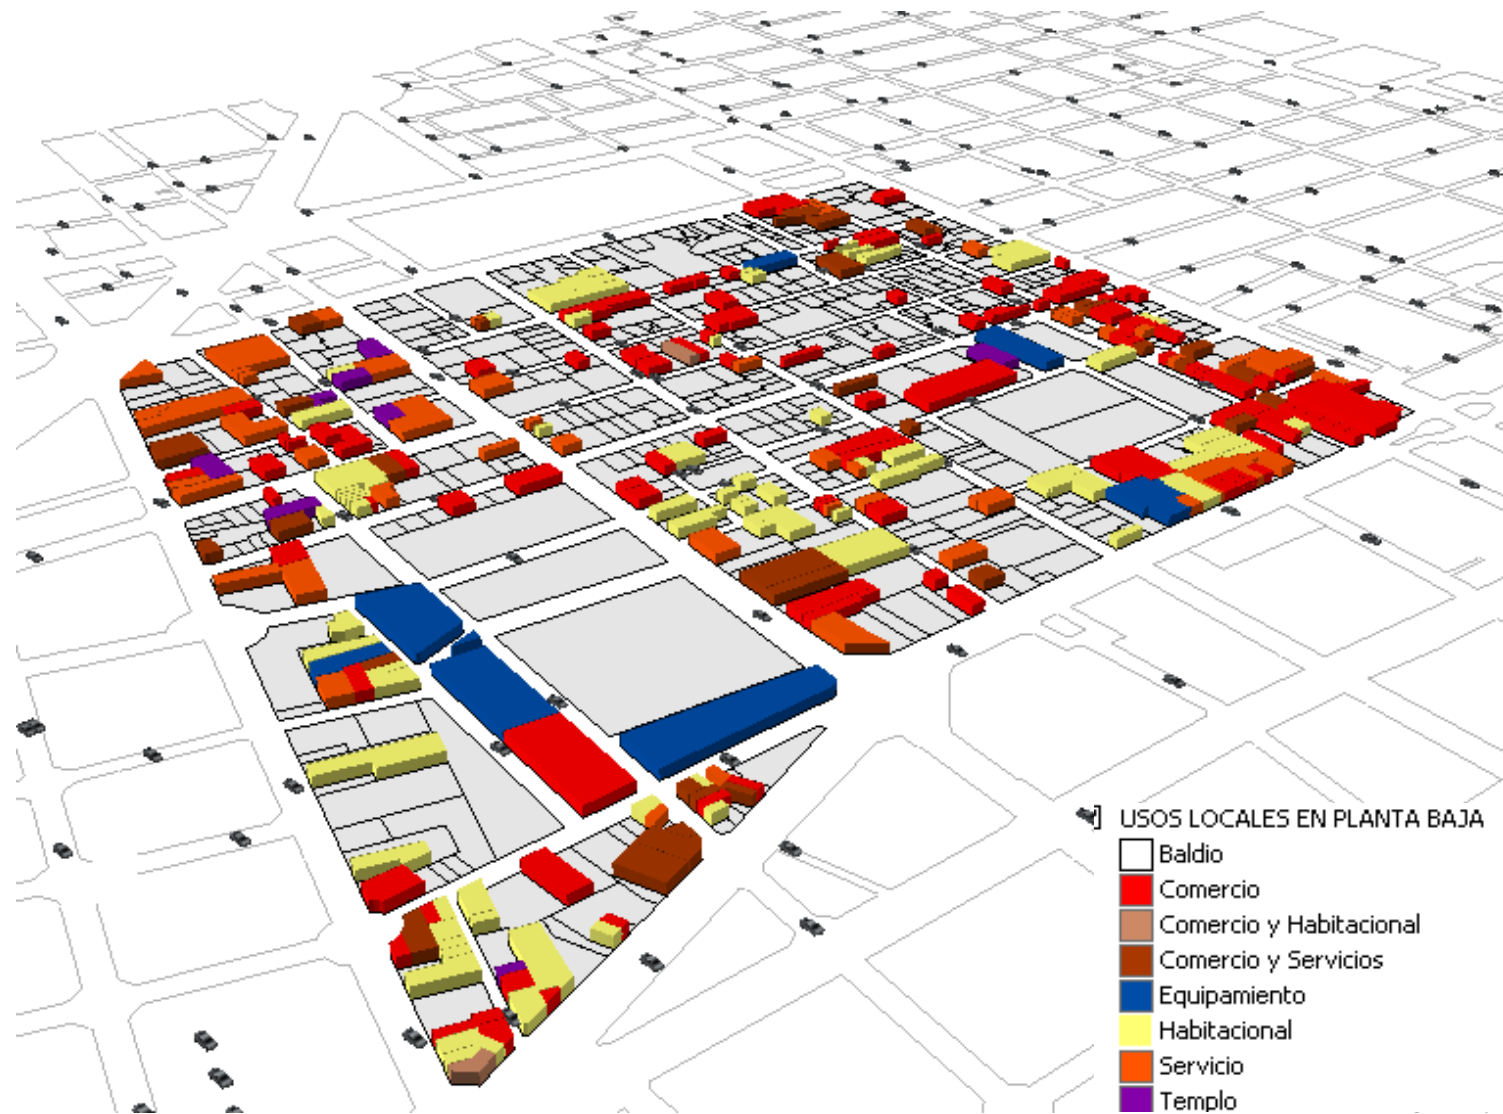 USOS LOCALES EN PLANTA BAJA
Baldio
Comercio
Comercio y Habitacional
Comercio y Servicios
Equipamiento
Habitacional
Servicio
Templo